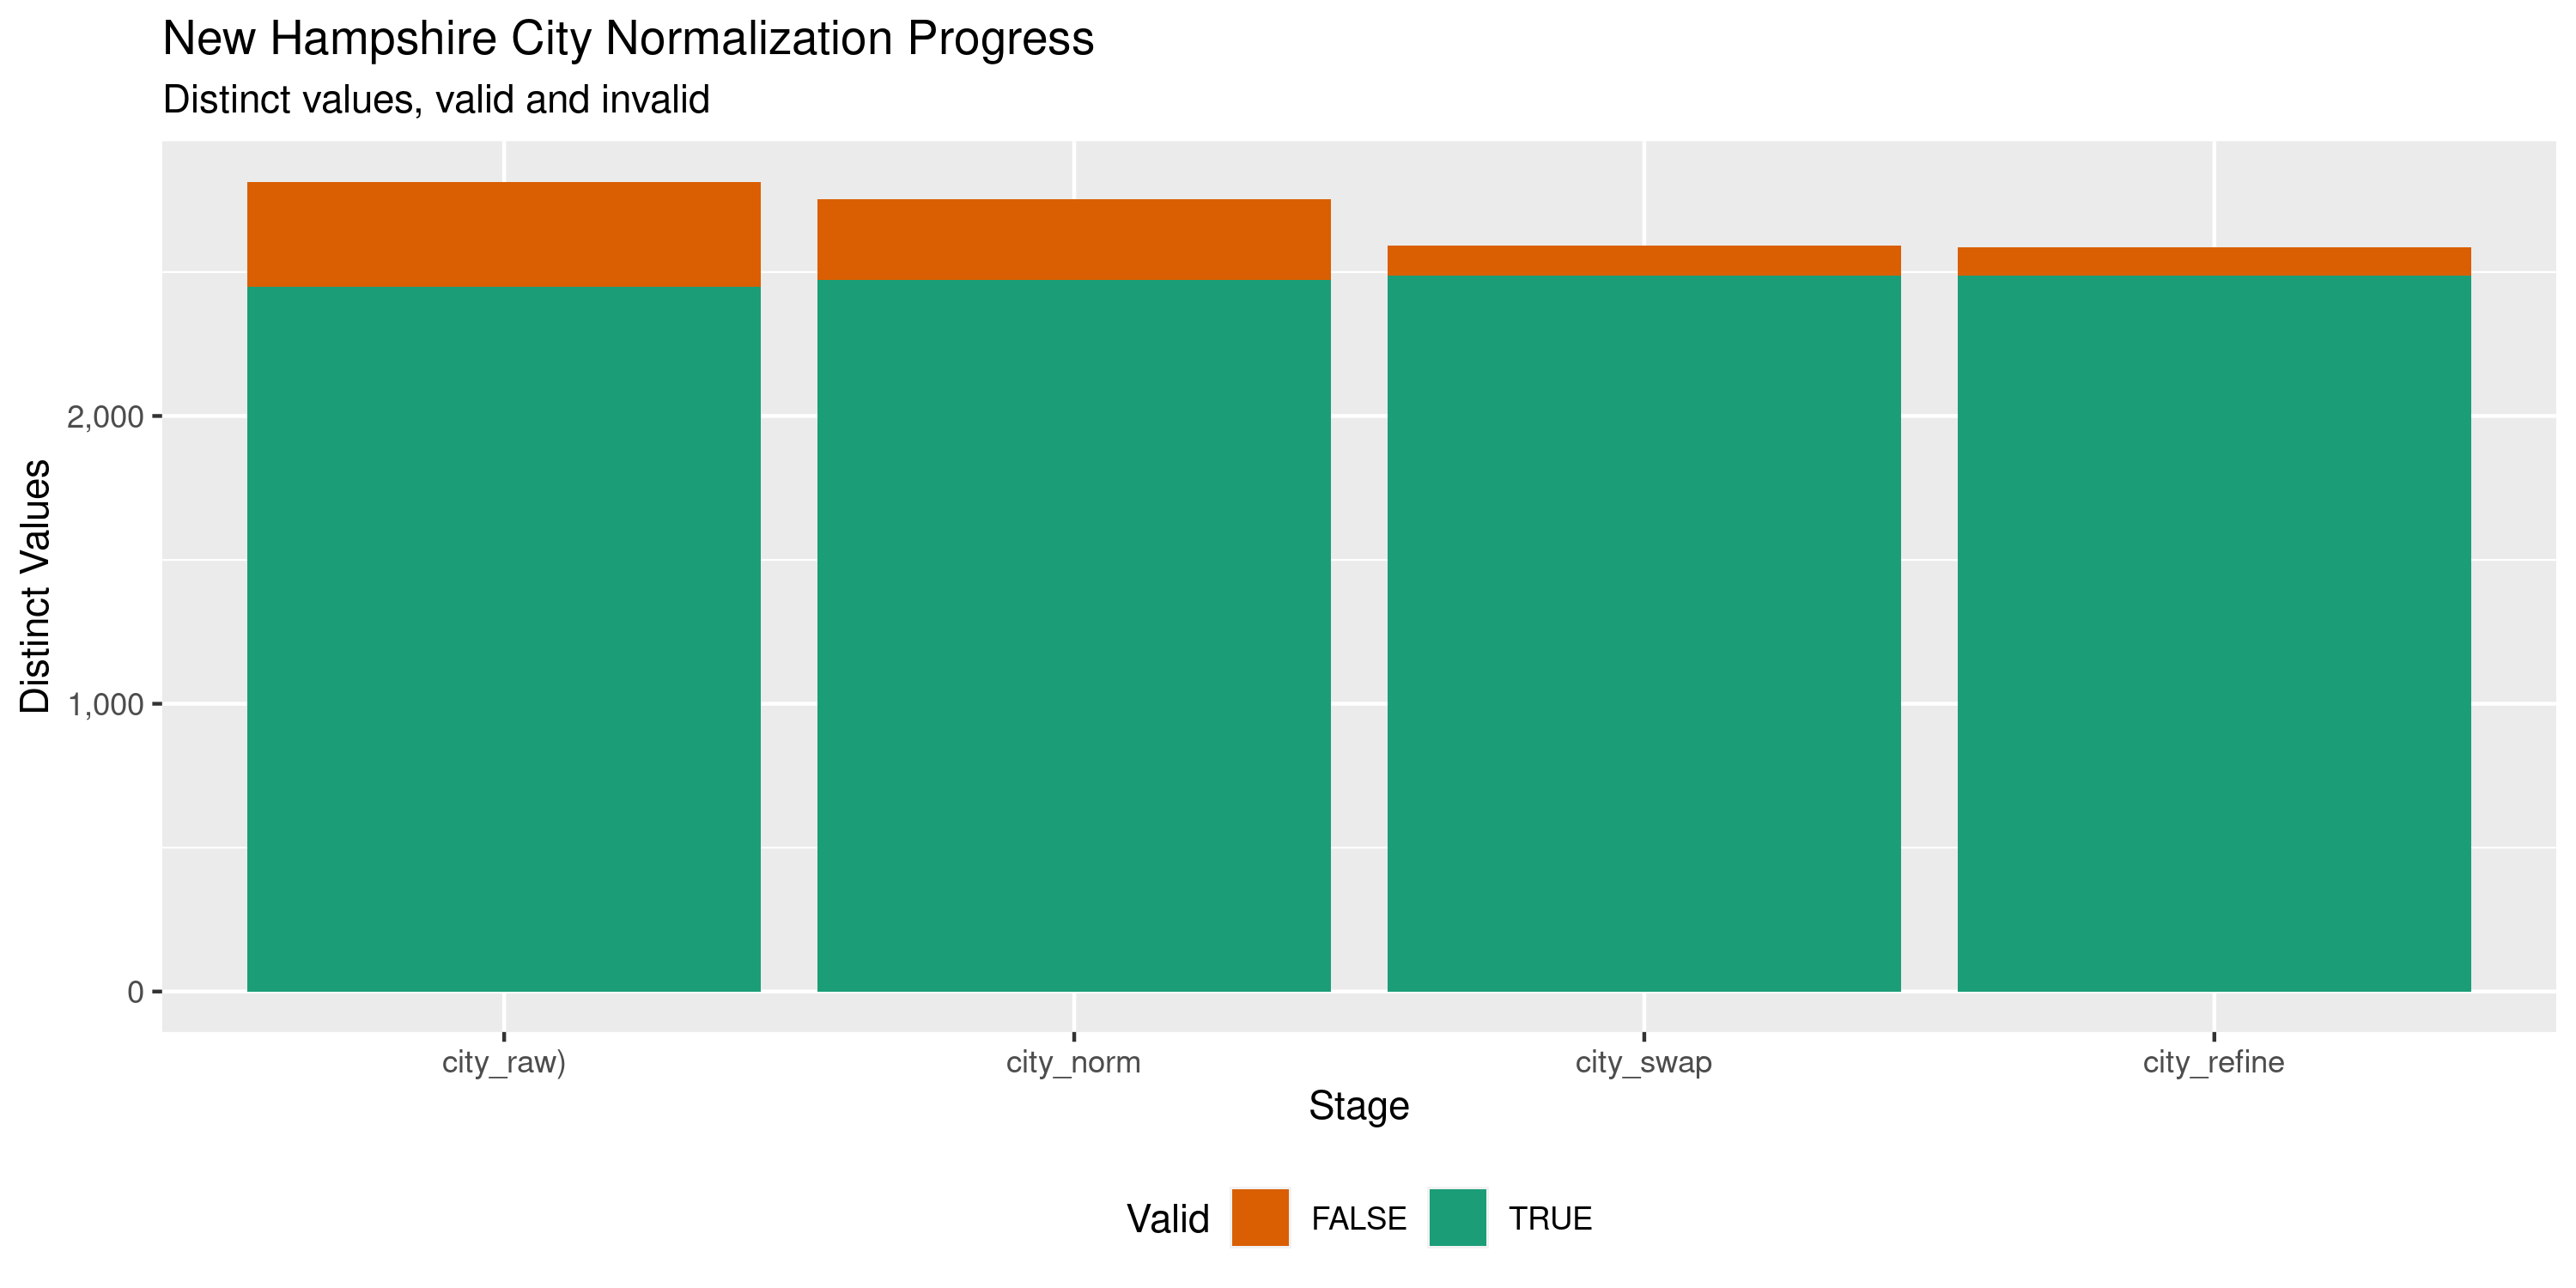 New Hampshire City Normalization Progress
Distinct values, valid and invalid
Distinct Values
2,000
1,000
0
city_raw)
city_norm
city_swap
city_refine
Stage
Valid
FALSE
TRUE